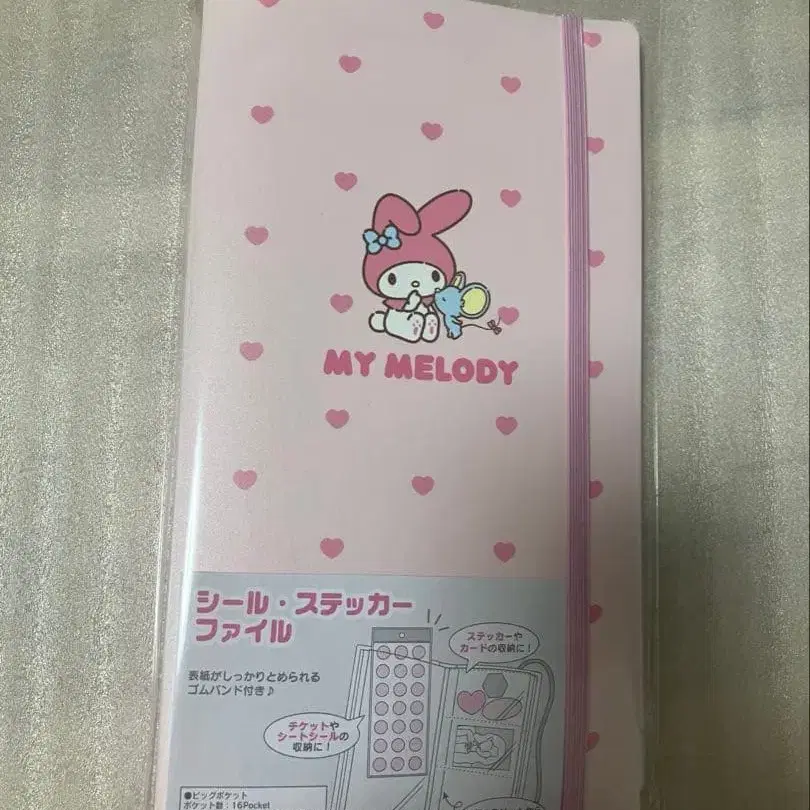 MY MELODY
シール・ステッカー
ファイル
表紙がしっかりとめられる
ゴムバンド付き♪
ステッカーや
カードの収納に！
チケットや
シートシールの
収納に！
●ビッグポケット
ポケット数：16Pocket